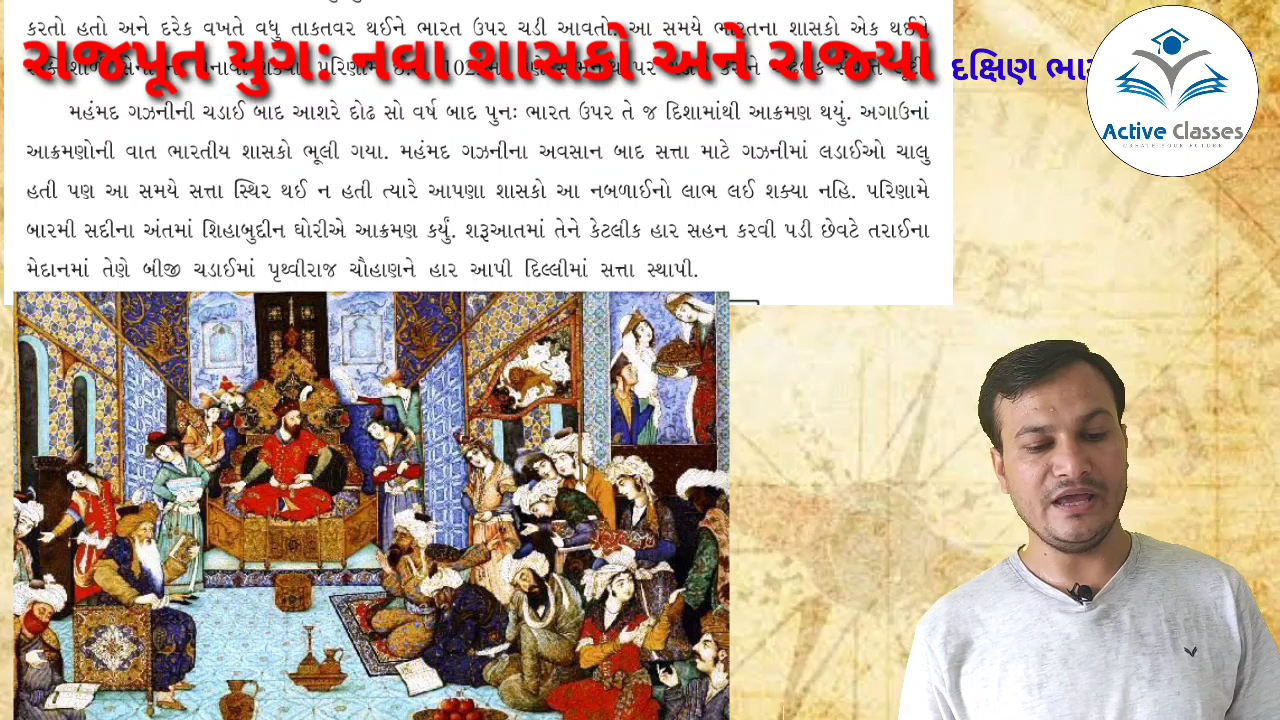 કરતો હતો અને દરેક વખતે વધુ તાકતવર થઈને ભારત ઉપર ચડી આવતો. આ સમયે ભારતના શાસકો એક થઈને
રાજપૂત યુગ: નવા શાસકો અને રાજ્યો
દક્ષિણ
મહંમદ ગઝનીની ચડાઈ બાદ આશરે દોઢ સો વર્ષ બાદ પુનઃ ભારત ઉપર તે જ દિશામાંથી આક્રમણ થયું. અગાઉનાં
આક્રમણોની વાત ભારતીય શાસકો ભૂલી ગયા. મહંમદ ગઝનીના અવસાન બાદ સત્તા માટે ગઝનીમાં લડાઈઓ ચાલુ
હતી પણ આ સમયે સત્તા સ્થિર થઈ ન હતી ત્યારે આપણા શાસકો આ નબળાઈનો લાભ લઈ શક્યા નહિ. પરિણામે
બારમી સદીના અંતમાં શિહાબુદ્દીન ઘોરીએ આક્રમણ કર્યું. શરૂઆતમાં તેને કેટલીક હાર સહન કરવી પડી છેવટે તરાઈના
મેદાનમાં તેણે બીજી ચડાઈમાં પૃથ્વીરાજ ચૌહાણને હાર આપી દિલ્લીમાં સત્તા સ્થાપી.
Active Classes
CREATE YOUR FUTURE